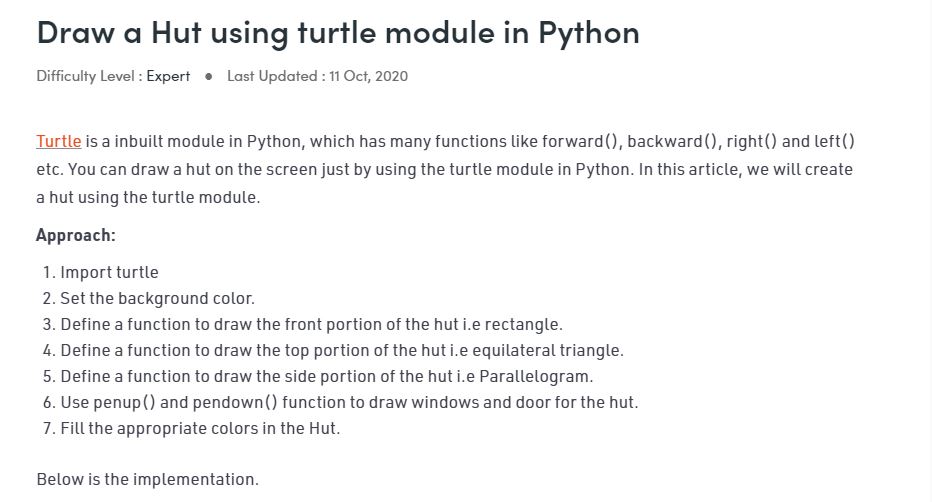 Draw a Hut using turtle module in Python
Difficulty Level : Expert ● Last Updated : 11 Oct, 2020
Turtle is a inbuilt module in Python, which has many functions like forward(), backward(), right() and left()
etc. You can draw a hut on the screen just by using the turtle module in Python. In this article, we will create
a hut using the turtle module.
Approach:
1. Import turtle
2. Set the background color.
3. Define a function to draw the front portion of the hut i.e rectangle.
4. Define a function to draw the top portion of the hut i.e equilateral triangle.
5. Define a function to draw the side portion of the hut i.e Parallelogram.
6. Use penup() and pendown() function to draw windows and door for the hut.
7. Fill the appropriate colors in the Hut.
Below is the implementation.